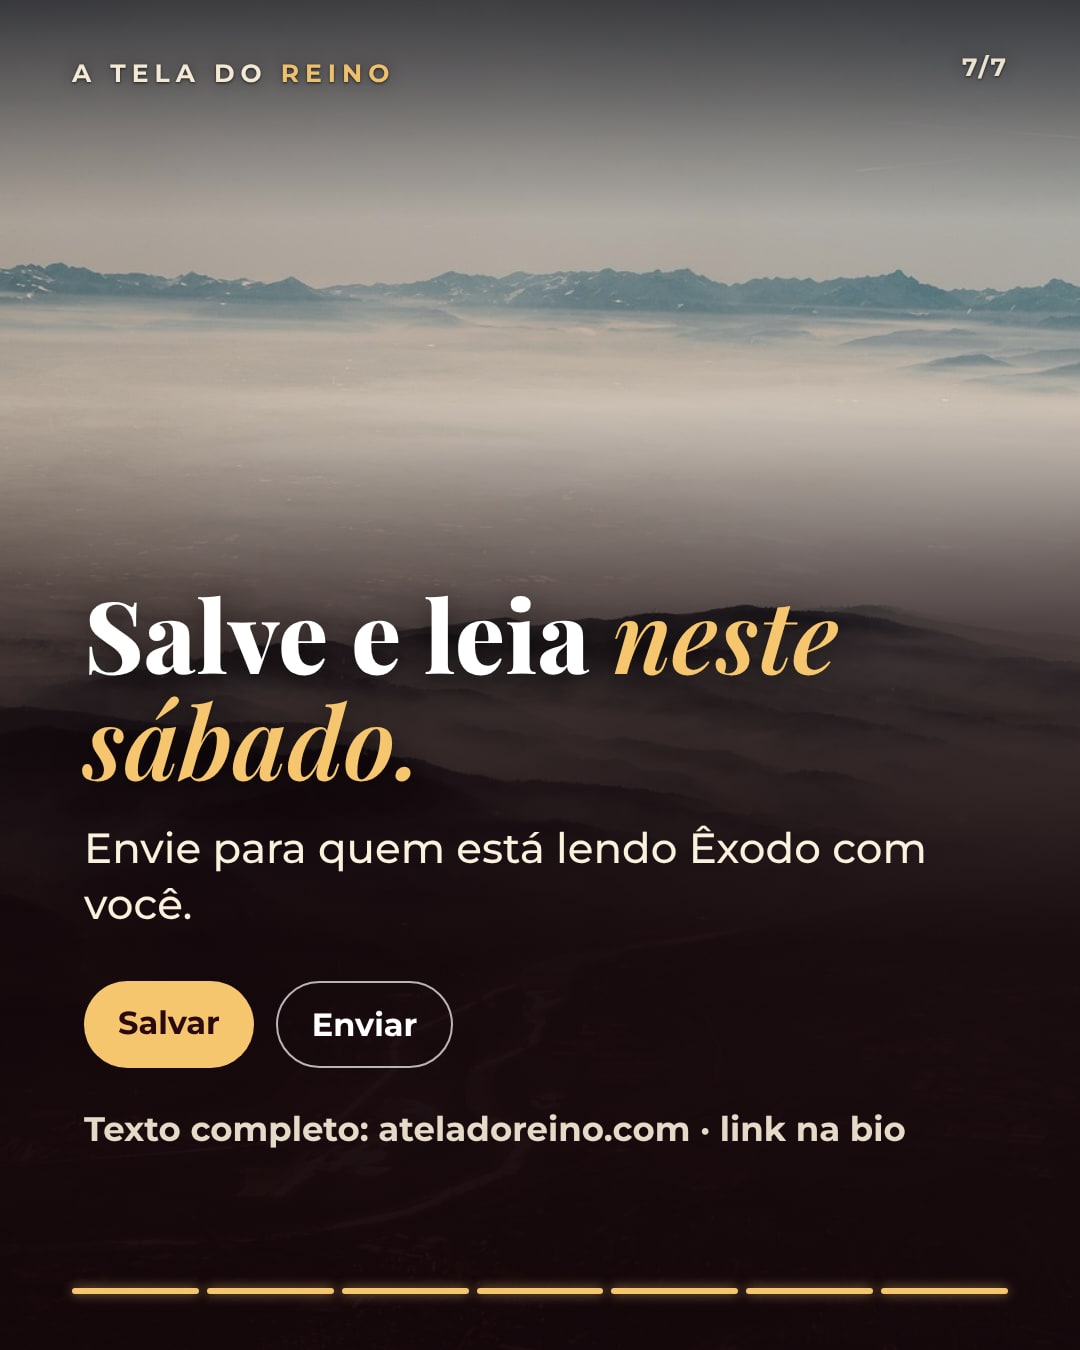 A TELA DO REINO
7/7
Salve e leia neste
sábado.
Envie para quem está lendo Êxodo com
você.
Salvar
Enviar
Texto completo: ateladoreino.com · link na bio